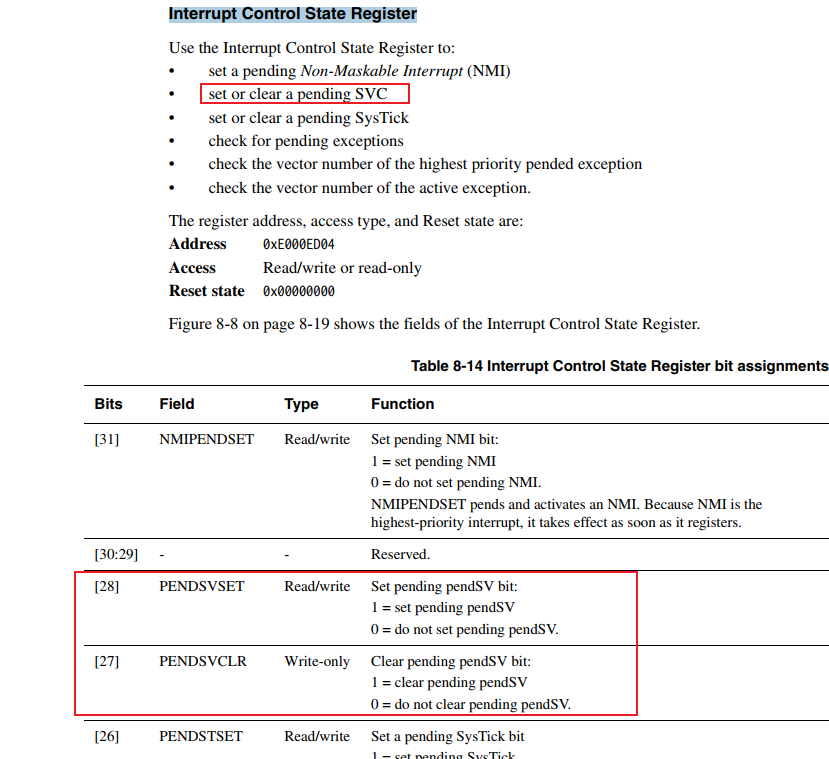 Interrupt Control State Register
Use the Interrupt Control State Register to:
• set a pending Non-Maskable Interrupt (NMI)
• set or clear a pending SVC
• set or clear a pending SysTick
• check for pending exceptions
• check the vector number of the highest priority pended exception
• check the vector number of the active exception.
The register address, access type, and Reset state are:
Address 0xE000ED04
Access Read/write or read-only
Reset state 0x00000000
Figure 8-8 on page 8-19 shows the fields of the Interrupt Control State Register.
Table 8-14 Interrupt Control State Register bit assignments
Bits Field Type Function
[31] NMIPENDSET Read/write Set pending NMI bit:
1 = set pending NMI
0 = do not set pending NMI.
NMIPENDSET pends and activates an NMI. Because NMI is the
highest-priority interrupt, it takes effect as soon as it registers.
[30:29] - - Reserved.
[28] PENDSVSET Read/write Set pending pendSV bit:
1 = set pending pendSV
0 = do not set pending pendSV.
[27] PENDSVCLR Write-only Clear pending pendSV bit:
1 = clear pending pendSV
0 = do not clear pending pendSV.
[26] PENDSTSET Read/write Set a pending SysTick bit
1 = set pending SysTick